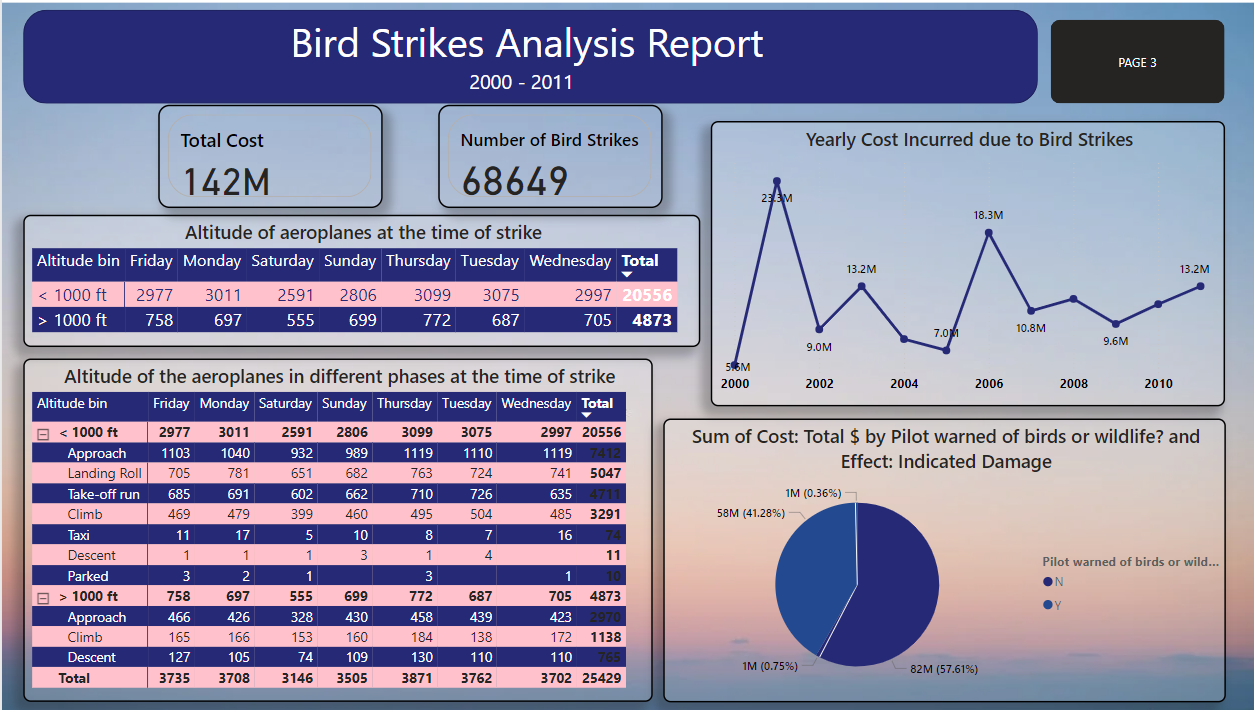 Bird Strikes Analysis Report
2000 - 2011
PAGE 3
Total Cost
142M
Number of Bird Strikes
68649
Altitude of aeroplanes at the time of strike
Altitude bin Friday Monday Saturday Sunday Thursday Tuesday Wednesday Total
< 1000 ft 2977 3011 2591 2806 3099 3075 2997 20556
> 1000 ft 758 697 555 699 772 687 705 4873
Altitude of the aeroplanes in different phases at the time of strike
Altitude bin Friday Monday Saturday Sunday Thursday Tuesday Wednesday Total
< 1000 ft 2977 3011 2591 2806 3099 3075 2997 20556
Approach 1103 1040 932 989 1119 1110 1119 7412
Landing Roll 705 781 651 682 763 724 741 5047
Take-off run 685 691 602 662 710 726 635 4711
Climb 469 479 399 460 495 504 485 3291
Taxi 11 17 5 10 8 7 16 74
Descent 1 1 1 3 1 4 11
Parked 3 2 1 3 1 10
> 1000 ft 758 697 555 699 772 687 705 4873
Approach 466 426 328 430 458 439 423 2970
Climb 165 166 153 160 184 138 172 1138
Descent 127 105 74 109 130 110 110 765
Total 3735 3708 3146 3505 3871 3762 3702 25429
Yearly Cost Incurred due to Bird Strikes
23.3M
18.3M
13.2M
13.2M
7.0M
10.8M
9.0M
9.6M
5.6M
2000 2002 2004 2006 2008 2010
Sum of Cost: Total $ by Pilot warned of birds or wildlife? and
Effect: Indicated Damage
1M (0.36%)
58M (41.28%)
1M (0.75%)
82M (57.61%)
Pilot warned of birds or wild...
N
Y